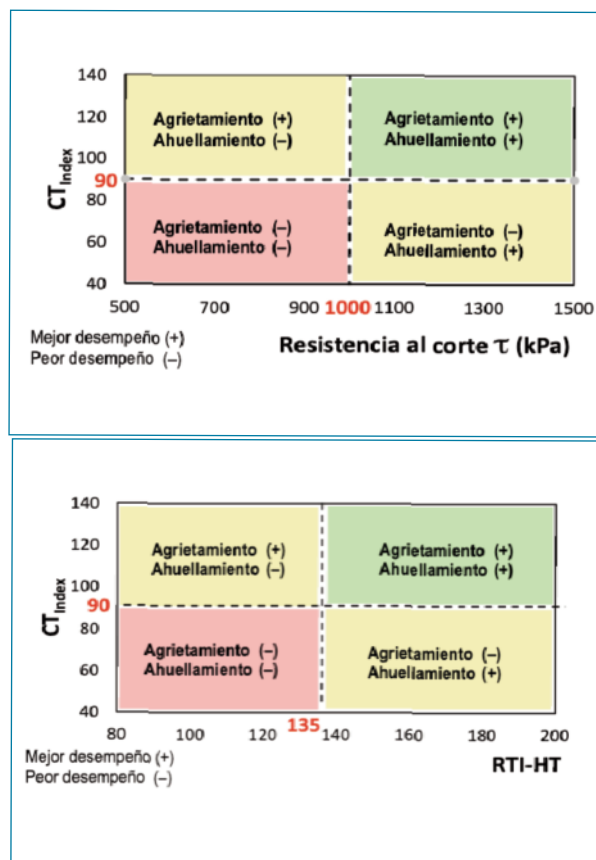 140
120
100
90
80
60
40
CT Index
Agrietamiento (+)
Ahuellamiento (–)
Agrietamiento (+)
Ahuellamiento (+)
Agrietamiento (–)
Ahuellamiento (–)
Agrietamiento (–)
Ahuellamiento (+)
500 700 900 1000 1100 1300 1500
Mejor desempeño (+)
Peor desempeño (–)
Resistencia al corte τ (kPa)
140
120
100
90
80
60
40
CT Index
Agrietamiento (+)
Ahuellamiento (–)
Agrietamiento (+)
Ahuellamiento (+)
Agrietamiento (–)
Ahuellamiento (–)
Agrietamiento (–)
Ahuellamiento (+)
80 100 120 135 140 160 180 200
Mejor desempeño (+)
Peor desempeño (–)
RTI-HT